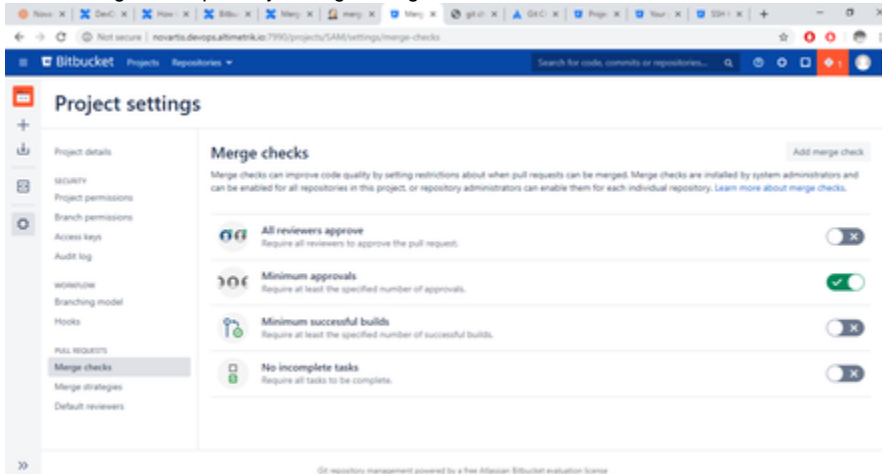 Bitbucket Projects Repositories Search for code, commits or repositories...
Not secure | novartis.devops.altimetrik.io:7990/projects/SAM/settings/merge-checks
Project settings
Project details
SECURITY
Project permissions
Branch permissions
Access keys
Audit log
WORKFLOW
Branching model
Hooks
PULL REQUESTS
Merge checks
Merge strategies
Default reviewers
Merge checks
Add merge check
Merge checks can improve code quality by setting restrictions about when pull requests can be merged. Merge checks are installed by system administrators and
can be enabled for all repositories in this project, or repository administrators can enable them for each individual repository. Learn more about merge checks.
All reviewers approve
Require all reviewers to approve the pull request.
Minimum approvals
Require at least the specified number of approvals.
Minimum successful builds
Require at least the specified number of successful builds.
No incomplete tasks
Require all tasks to be complete.
Git repository management powered by a free Atlassian Bitbucket evaluation license